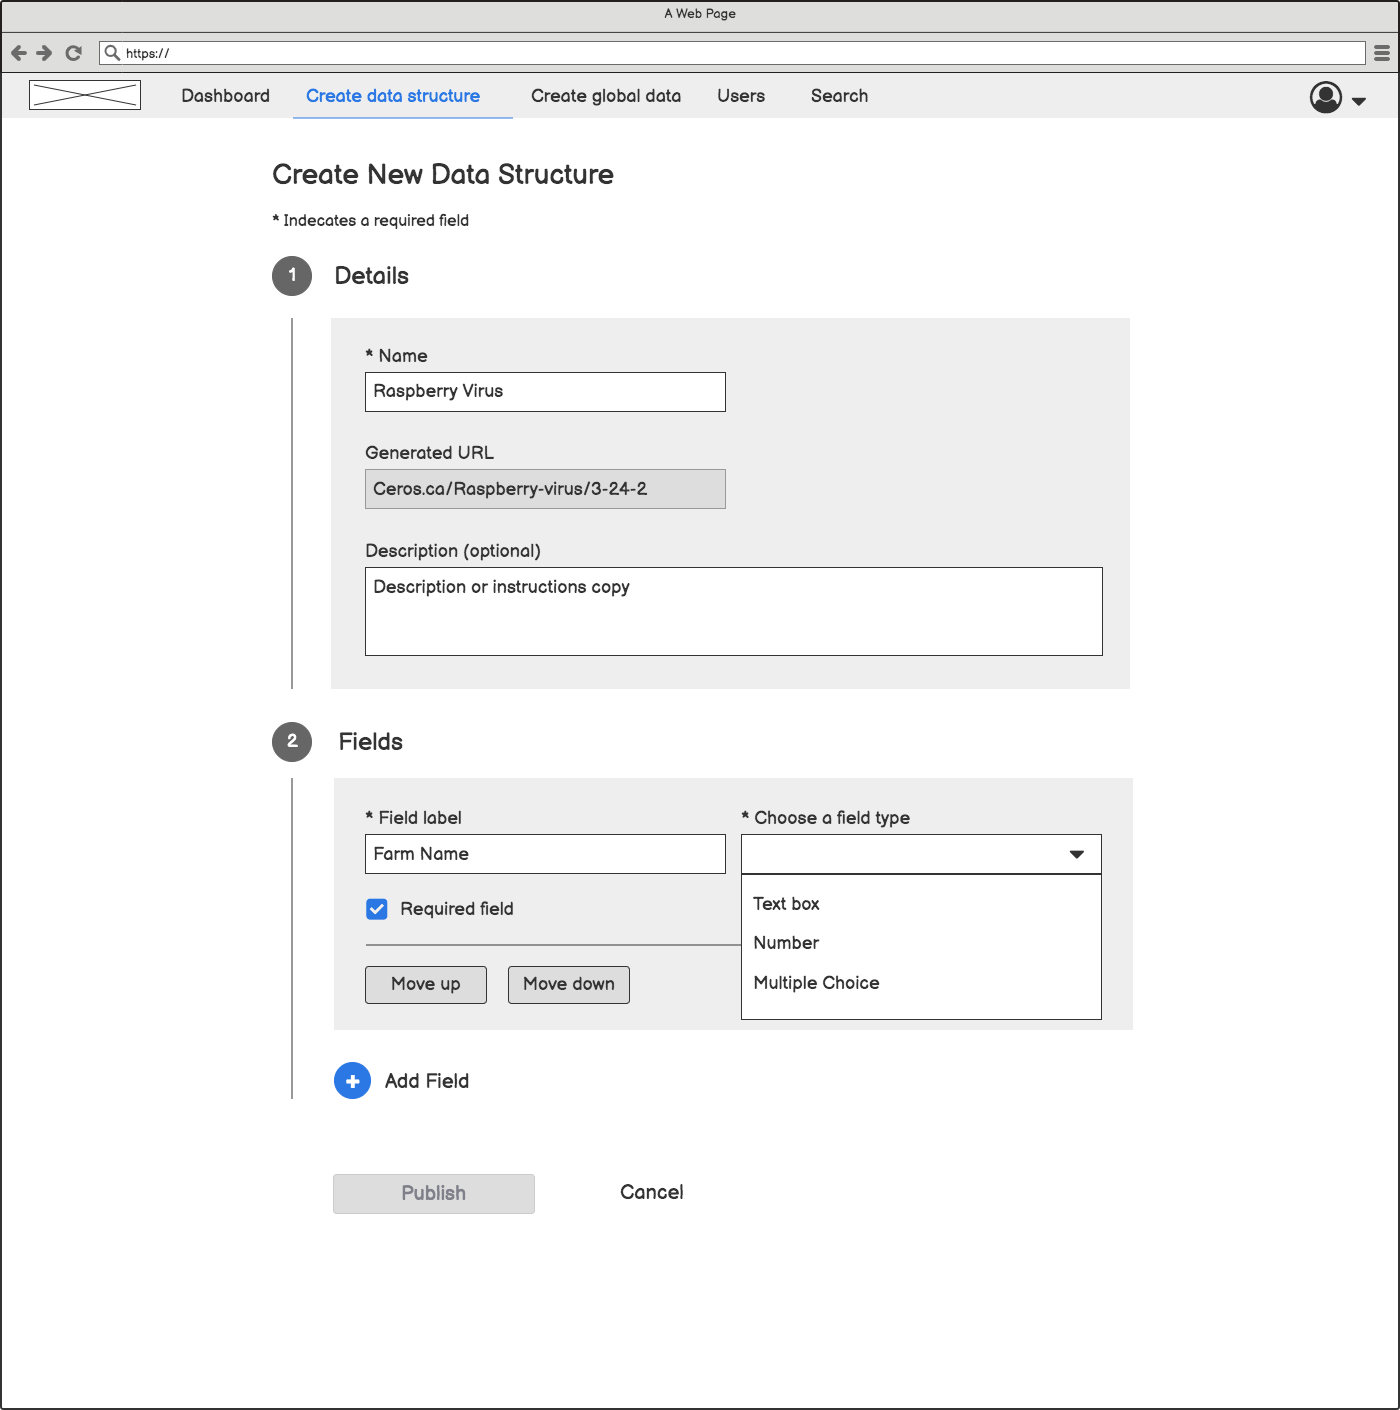 A Web Page
https://
Dashboard Create data structure Create global data Users Search
Create New Data Structure
* Indecates a required field
1 Details
* Name
Raspberry Virus
Generated URL
Ceros.ca/Raspberry-virus/3-24-2
Description (optional)
Description or instructions copy
2 Fields
* Field label * Choose a field type
Farm Name
Text box
Required field
Number
Move up Move down Multiple Choice
Add Field
Publish Cancel